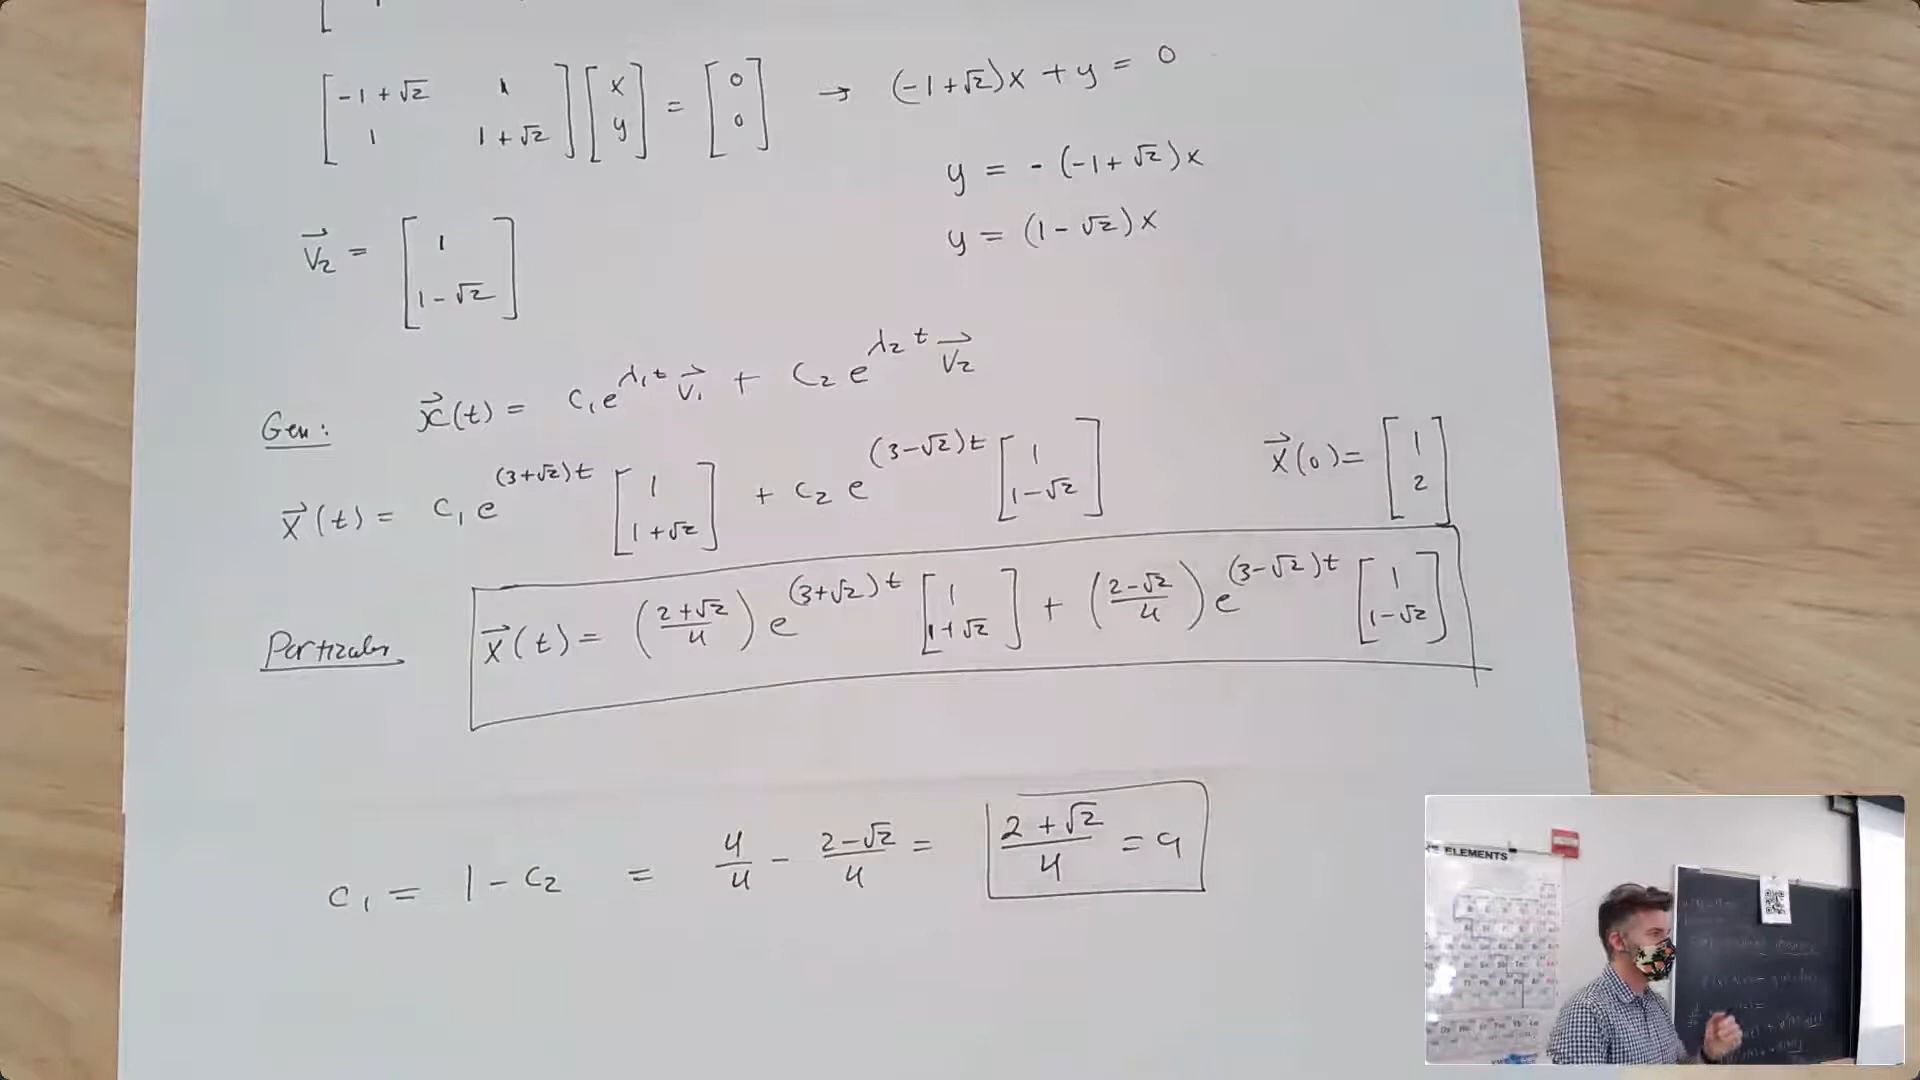 [-1+√2 1; 1 1+√2] [x; y] = [0; 0] → (-1+√2)x + y = 0
y = -(-1+√2)x
v⃗₂ = [1; 1-√2]
y = (1-√2)x
Gen: x⃗(t) = c₁e^{λ₁t} v⃗₁ + c₂e^{λ₂t} v⃗₂
x⃗(t) = c₁e^{(3+√2)t} [1; 1+√2] + c₂e^{(3-√2)t} [1; 1-√2]
x⃗(0) = [1; 2]
Particular x⃗(t) = ((2+√2)/4) e^{(3+√2)t} [1; 1+√2] + ((2-√2)/4) e^{(3-√2)t} [1; 1-√2]
c₁ = 1 - c₂ = 4/4 - (2-√2)/4 = (2+√2)/4 = c₁
ELEMENTS